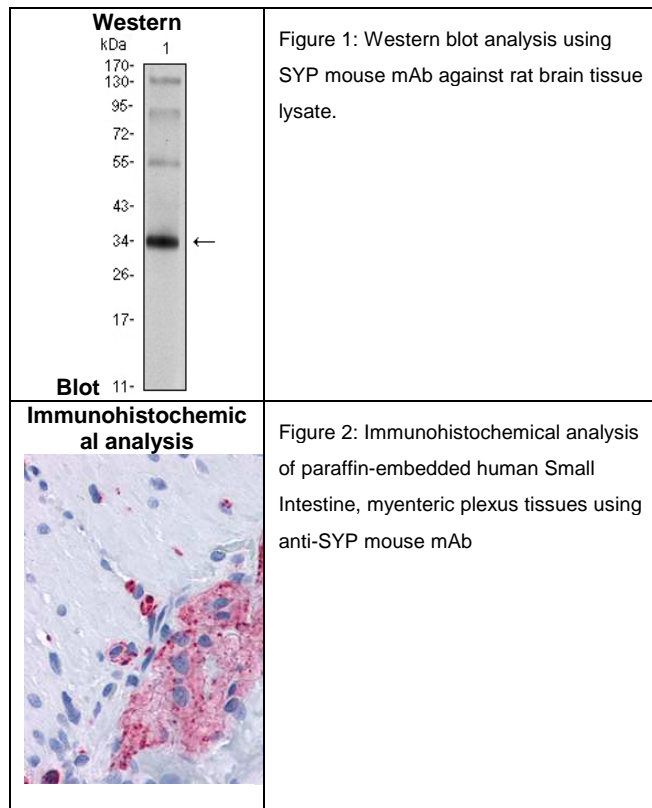 Western
kDa 1
170-
130-
95-
72-
55-
43-
34- ←
26-
17-
Blot 11-
Figure 1: Western blot analysis using
SYP mouse mAb against rat brain tissue
lysate.
Immunohistochemic
al analysis
Figure 2: Immunohistochemical analysis
of paraffin-embedded human Small
Intestine, myenteric plexus tissues using
anti-SYP mouse mAb